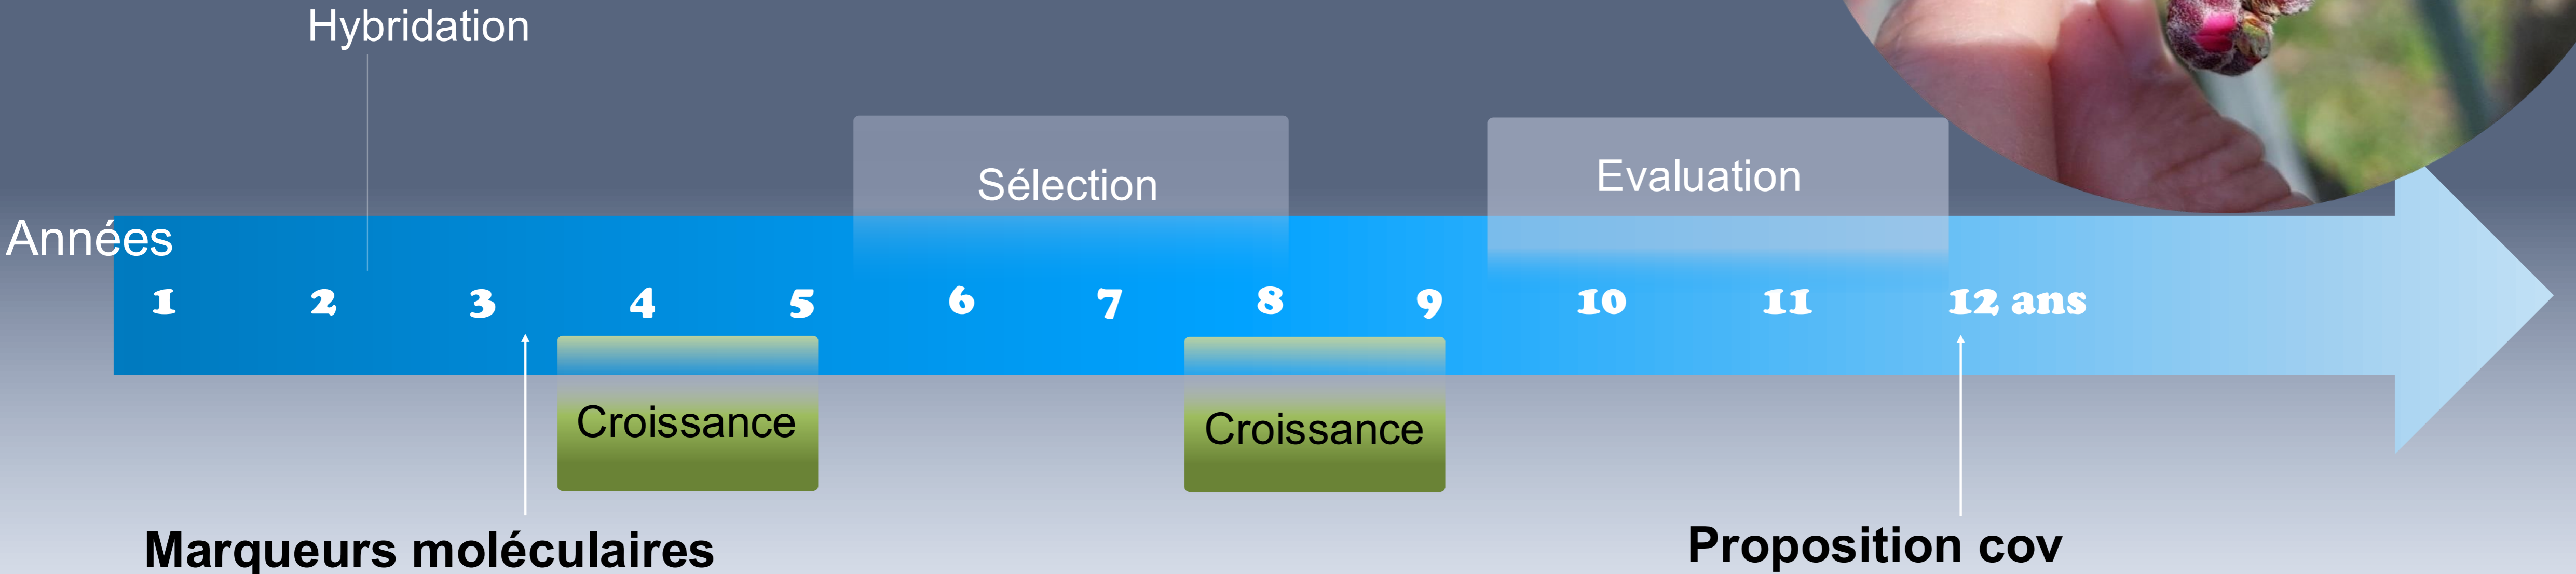 Hybridation
Sélection
Evaluation
Années
1 2 3 4 5 6 7 8 9 10 11 12 ans
Croissance
Croissance
Marqueurs moléculaires
Proposition cov